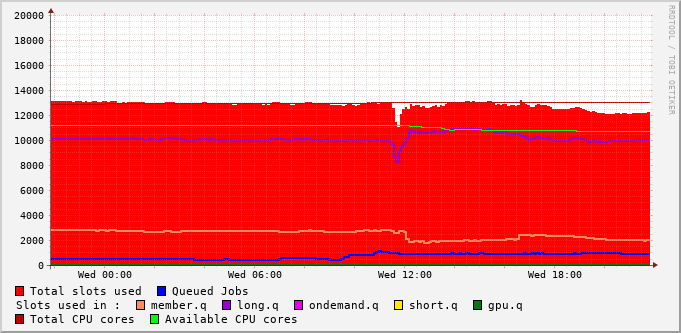 20000
18000
16000
14000
12000
10000
8000
6000
4000
2000
0
Wed 00:00 Wed 06:00 Wed 12:00 Wed 18:00
Total slots used Queued Jobs
Slots used in : member.q long.q ondemand.q short.q gpu.q
Total CPU cores Available CPU cores
RRDTOOL / TOBI OETIKER